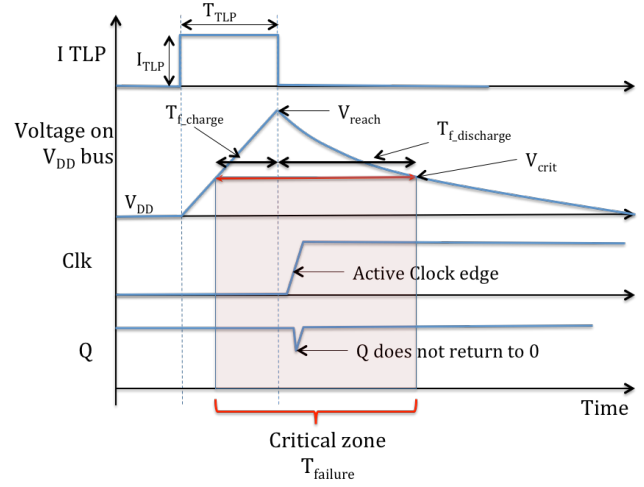 T_TLP
I TLP
I_TLP
T_f_charge
V_reach
Voltage on
V_DD bus
T_f_discharge
V_crit
V_DD
Clk
Active Clock edge
Q
Q does not return to 0
Time
Critical zone
T_failure